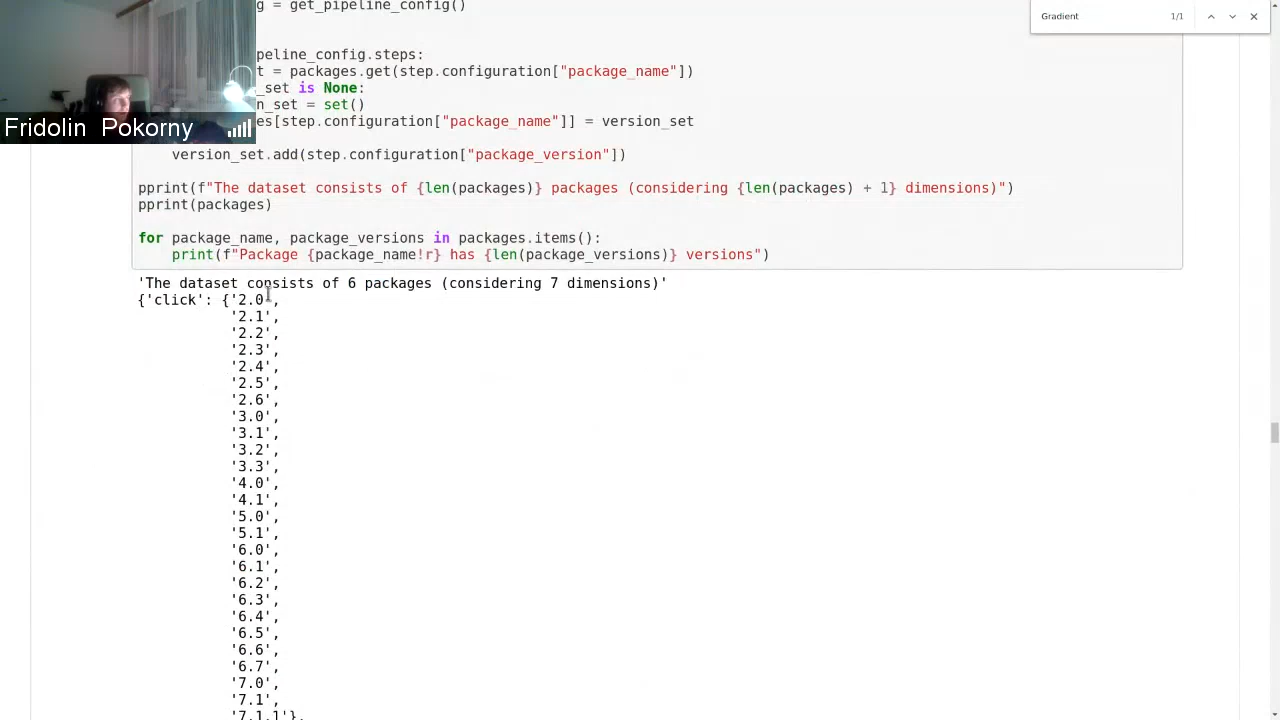 g = get_pipeline_config()
Gradient
1/1
peline_config.steps:
t = packages.get(step.configuration["package_name"])
_set is None:
n_set = set()
es[step.configuration["package_name"]] = version_set
Fridolin Pokorny
version_set.add(step.configuration["package_version"])
pprint(f"The dataset consists of {len(packages)} packages (considering {len(packages) + 1} dimensions)")
pprint(packages)
for package_name, package_versions in packages.items():
print(f"Package {package_name!r} has {len(package_versions)} versions")
'The dataset consists of 6 packages (considering 7 dimensions)'
{'click': {'2.0',
'2.1',
'2.2',
'2.3',
'2.4',
'2.5',
'2.6',
'3.0',
'3.1',
'3.2',
'3.3',
'4.0',
'4.1',
'5.0',
'5.1',
'6.0',
'6.1',
'6.2',
'6.3',
'6.4',
'6.5',
'6.6',
'6.7',
'7.0',
'7.1',
'7.1.1'},